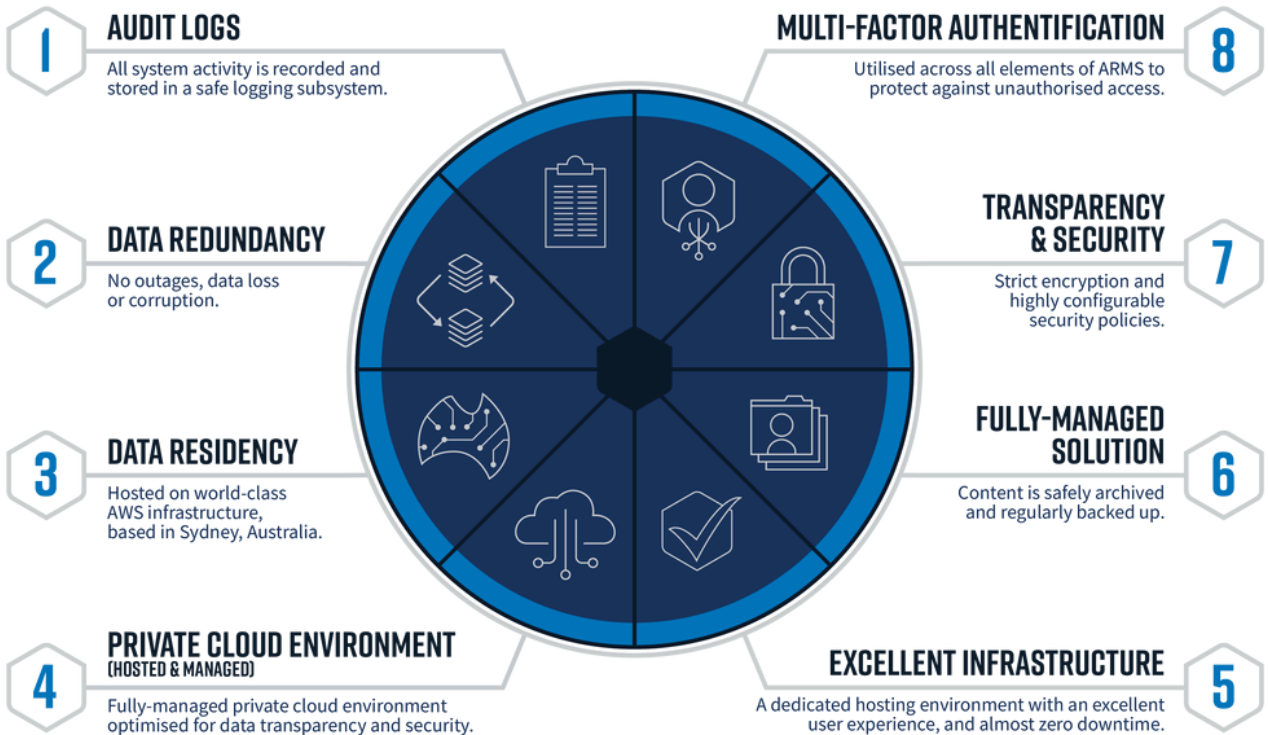 1
AUDIT LOGS
All system activity is recorded and
stored in a safe logging subsystem.
2
DATA REDUNDANCY
No outages, data loss
or corruption.
3
DATA RESIDENCY
Hosted on world-class
AWS infrastructure,
based in Sydney, Australia.
4
PRIVATE CLOUD ENVIRONMENT
(HOSTED & MANAGED)
Fully-managed private cloud environment
optimised for data transparency and security.
5
EXCELLENT INFRASTRUCTURE
A dedicated hosting environment with an excellent
user experience, and almost zero downtime.
6
FULLY-MANAGED
SOLUTION
Content is safely archived
and regularly backed up.
7
TRANSPARENCY
& SECURITY
Strict encryption and
highly configurable
security policies.
8
MULTI-FACTOR AUTHENTIFICATION
Utilised across all elements of ARMS to
protect against unauthorised access.